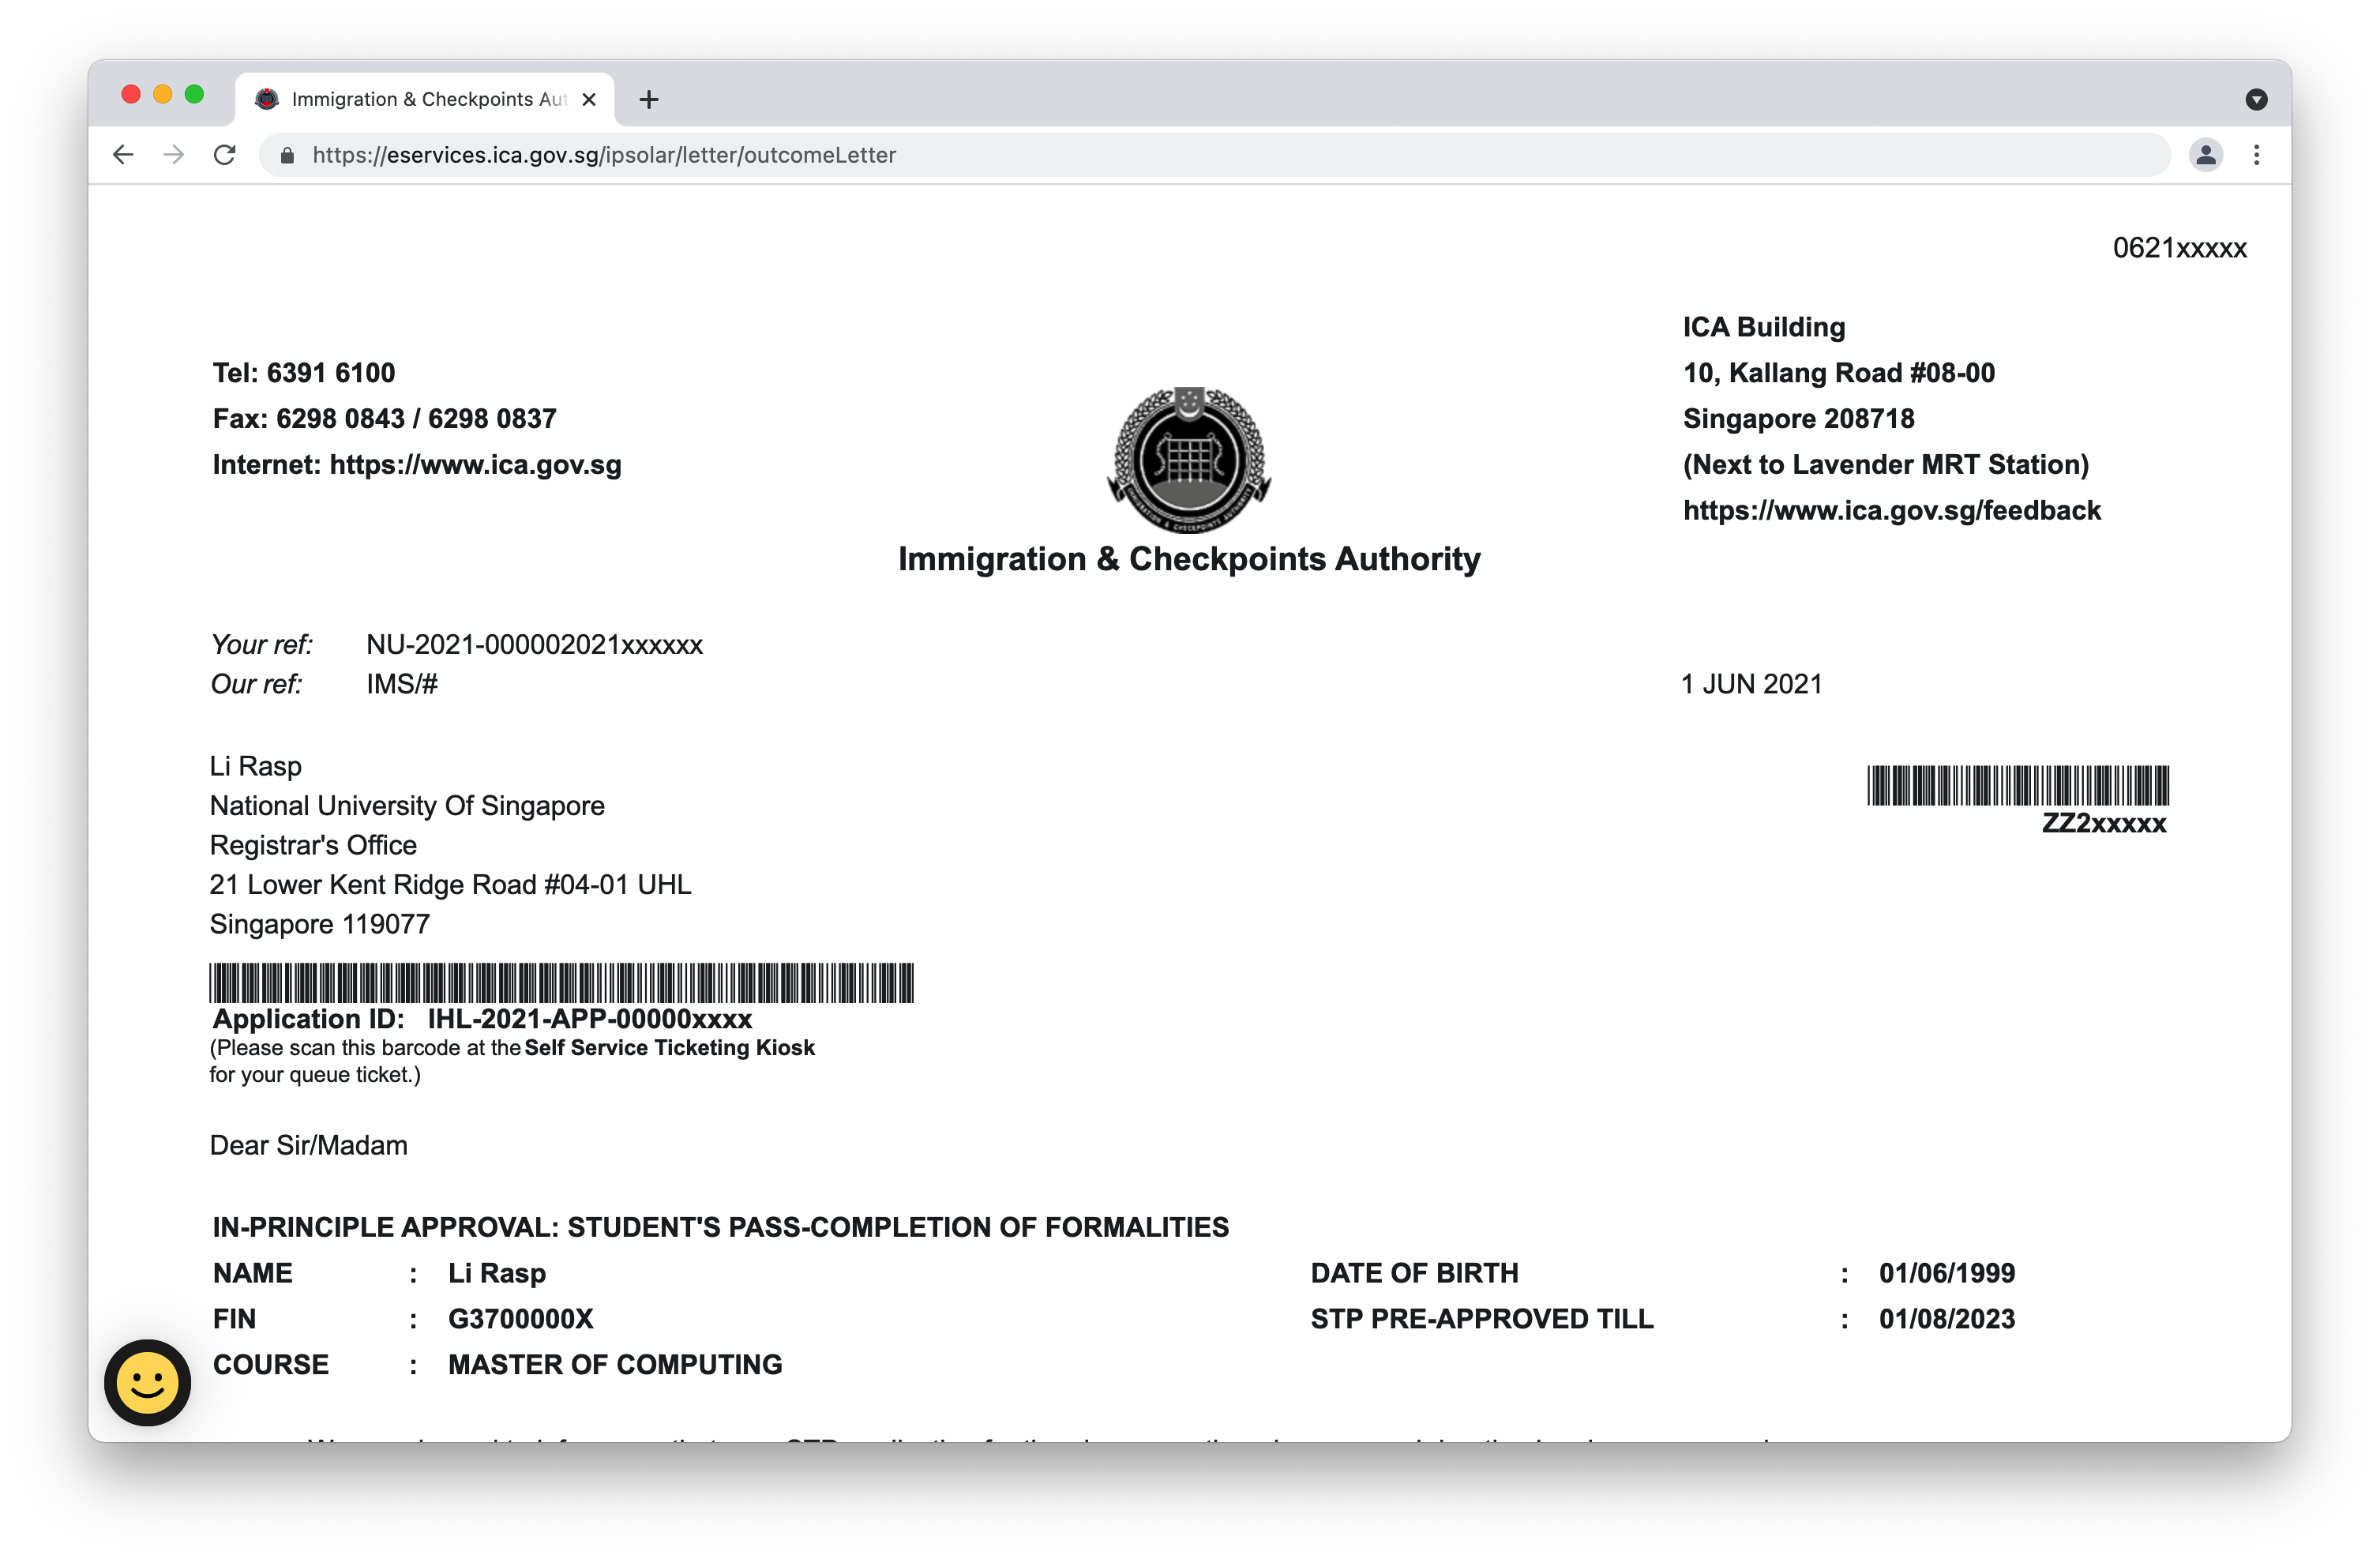 Immigration & Checkpoints Aut
https://eservices.ica.gov.sg/ipsolar/letter/outcomeLetter
0621xxxxx
Tel: 6391 6100
Fax: 6298 0843 / 6298 0837
Internet: https://www.ica.gov.sg
IMMIGRATION & CHECKPOINTS AUTHORITY
Immigration & Checkpoints Authority
ICA Building
10, Kallang Road #08-00
Singapore 208718
(Next to Lavender MRT Station)
https://www.ica.gov.sg/feedback
Your ref: NU-2021-000002021xxxxxx
Our ref: IMS/#
1 JUN 2021
Li Rasp
National University Of Singapore
Registrar's Office
21 Lower Kent Ridge Road #04-01 UHL
Singapore 119077
ZZ2xxxxx
Application ID: IHL-2021-APP-00000xxxx
(Please scan this barcode at the Self Service Ticketing Kiosk
for your queue ticket.)
Dear Sir/Madam
IN-PRINCIPLE APPROVAL: STUDENT'S PASS-COMPLETION OF FORMALITIES
NAME : Li Rasp DATE OF BIRTH : 01/06/1999
FIN : G3700000X STP PRE-APPROVED TILL : 01/08/2023
COURSE : MASTER OF COMPUTING